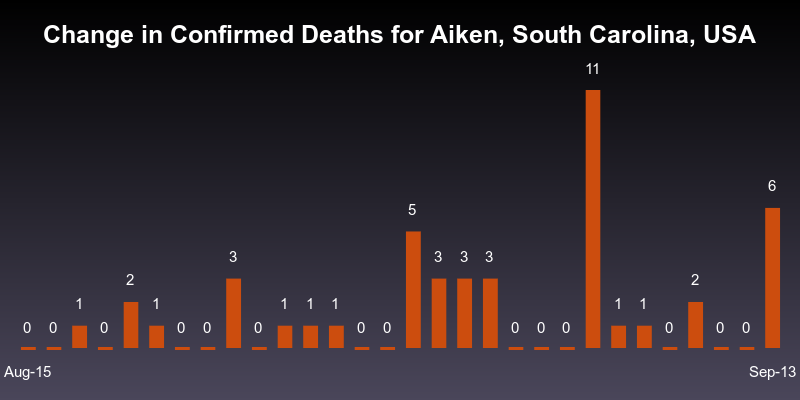 Change in Confirmed Deaths for Aiken, South Carolina, USA
0 0 1 0 2 1 0 0 3 0 1 1 1 0 0 5 3 3 3 0 0 0 11 1 1 0 2 0 0 6
Aug-15 Sep-13